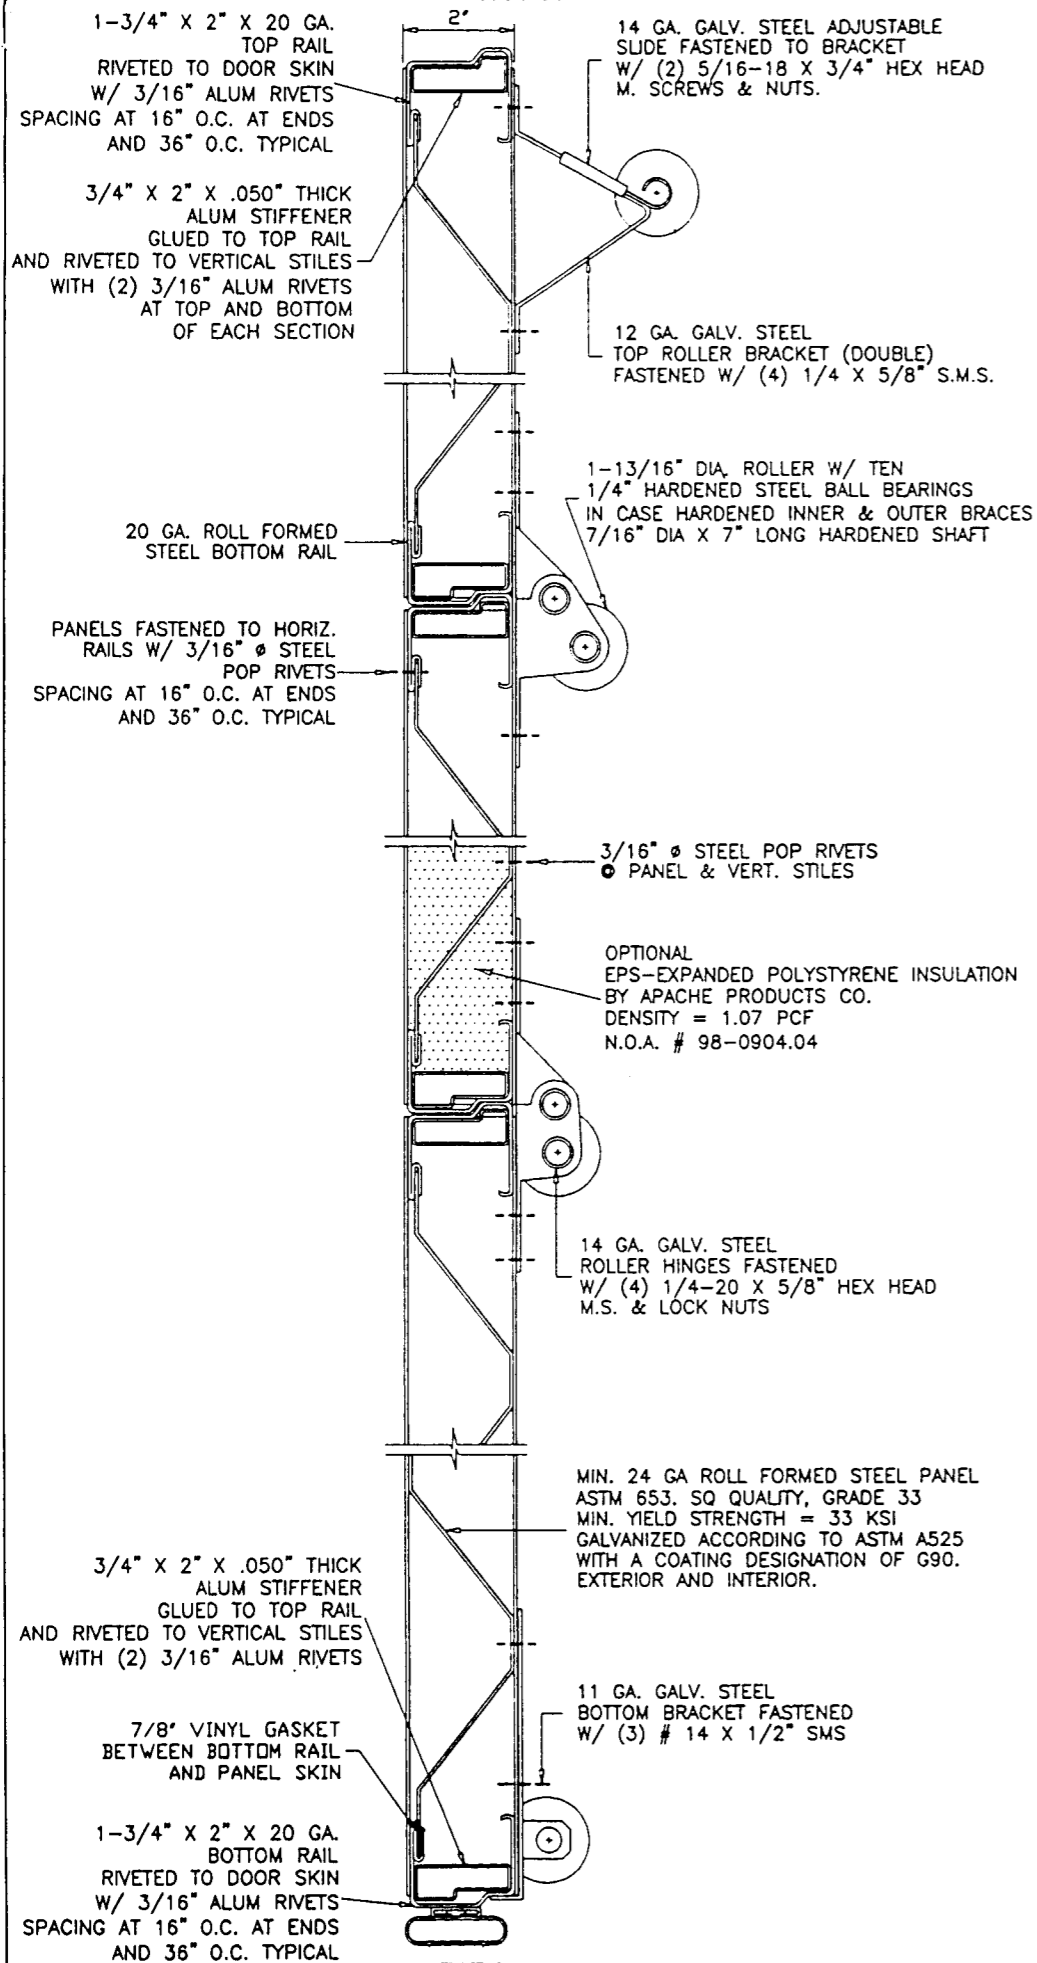 2"
1-3/4" X 2" X 20 GA.
TOP RAIL
RIVETED TO DOOR SKIN
W/ 3/16" ALUM RIVETS
SPACING AT 16" O.C. AT ENDS
AND 36" O.C. TYPICAL
14 GA. GALV. STEEL ADJUSTABLE
SLIDE FASTENED TO BRACKET
W/ (2) 5/16-18 X 3/4" HEX HEAD
M. SCREWS & NUTS.
3/4" X 2" X .050" THICK
ALUM STIFFENER
GLUED TO TOP RAIL
AND RIVETED TO VERTICAL STILES
WITH (2) 3/16" ALUM RIVETS
AT TOP AND BOTTOM
OF EACH SECTION
12 GA. GALV. STEEL
TOP ROLLER BRACKET (DOUBLE)
FASTENED W/ (4) 1/4 X 5/8" S.M.S.
1-13/16" DIA. ROLLER W/ TEN
1/4" HARDENED STEEL BALL BEARINGS
IN CASE HARDENED INNER & OUTER BRACES
7/16" DIA X 7" LONG HARDENED SHAFT
20 GA. ROLL FORMED
STEEL BOTTOM RAIL
PANELS FASTENED TO HORIZ.
RAILS W/ 3/16" ø STEEL
POP RIVETS
SPACING AT 16" O.C. AT ENDS
AND 36" O.C. TYPICAL
3/16" ø STEEL POP RIVETS
@ PANEL & VERT. STILES
OPTIONAL
EPS-EXPANDED POLYSTYRENE INSULATION
BY APACHE PRODUCTS CO.
DENSITY = 1.07 PCF
N.O.A. # 98-0904.04
14 GA. GALV. STEEL
ROLLER HINGES FASTENED
W/ (4) 1/4-20 X 5/8" HEX HEAD
M.S. & LOCK NUTS
MIN. 24 GA ROLL FORMED STEEL PANEL
ASTM 653. SQ QUALITY, GRADE 33
MIN. YIELD STRENGTH = 33 KSI
GALVANIZED ACCORDING TO ASTM A525
WITH A COATING DESIGNATION OF G90.
EXTERIOR AND INTERIOR.
3/4" X 2" X .050" THICK
ALUM STIFFENER
GLUED TO TOP RAIL
AND RIVETED TO VERTICAL STILES
WITH (2) 3/16" ALUM RIVETS
11 GA. GALV. STEEL
BOTTOM BRACKET FASTENED
W/ (3) # 14 X 1/2" SMS
7/8" VINYL GASKET
BETWEEN BOTTOM RAIL
AND PANEL SKIN
1-3/4" X 2" X 20 GA.
BOTTOM RAIL
RIVETED TO DOOR SKIN
W/ 3/16" ALUM RIVETS
SPACING AT 16" O.C. AT ENDS
AND 36" O.C. TYPICAL